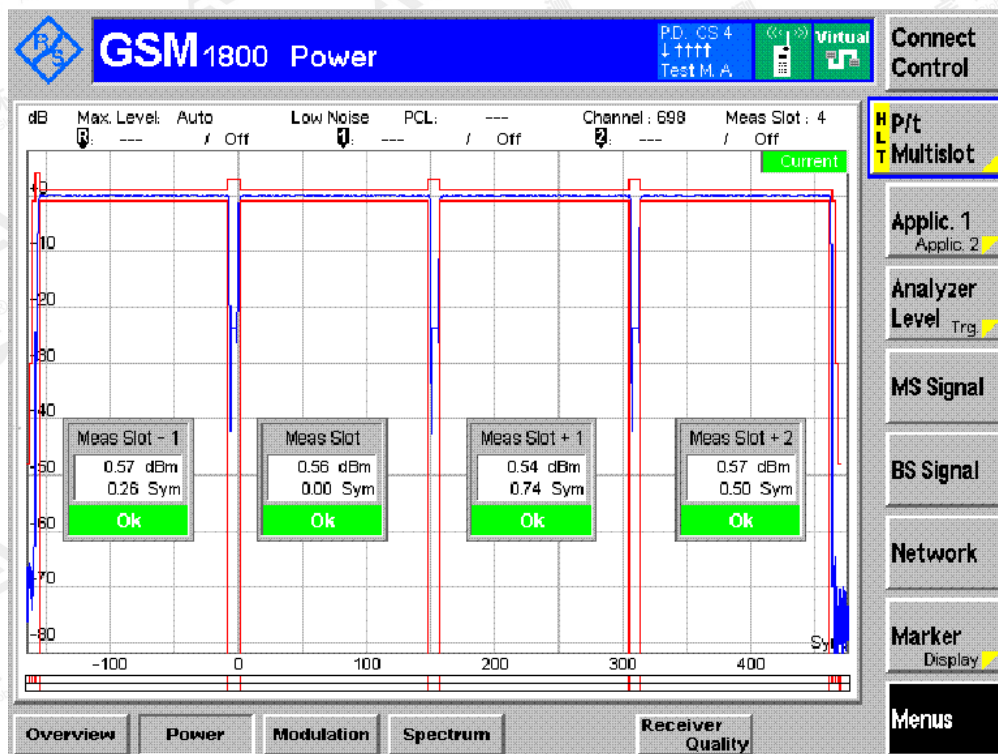 R&S GSM 1800 Power
P.D. CS 4
↓ ↑↑↑↑
Test M. A
Virtual
Connect
Control
dB Max. Level: Auto Low Noise PCL: --- Channel : 698 Meas Slot : 4
R: --- / Off 1: --- / Off 2: --- / Off
Current
HLT
P/t
Multislot
Applic. 1
Applic. 2
Analyzer
Level Trg.
MS Signal
BS Signal
Network
Marker
Display
Menus
+0
-10
-20
-30
-40
-50
-60
-70
-80
Meas Slot - 1
0.57 dBm
0.26 Sym
Ok
Meas Slot
0.56 dBm
0.00 Sym
Ok
Meas Slot + 1
0.54 dBm
0.74 Sym
Ok
Meas Slot + 2
0.57 dBm
0.50 Sym
Ok
-100 0 100 200 300 400
Overview Power Modulation Spectrum Receiver
Quality